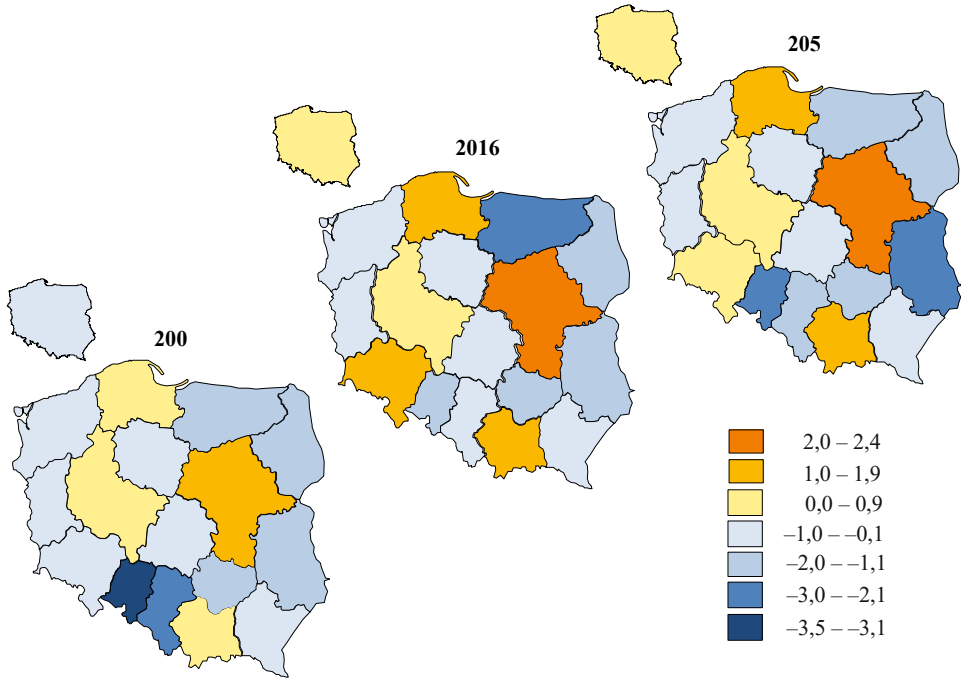 205
2016
200
2,0 – 2,4
1,0 – 1,9
0,0 – 0,9
–1,0 – –0,1
–2,0 – –1,1
–3,0 – –2,1
–3,5 – –3,1